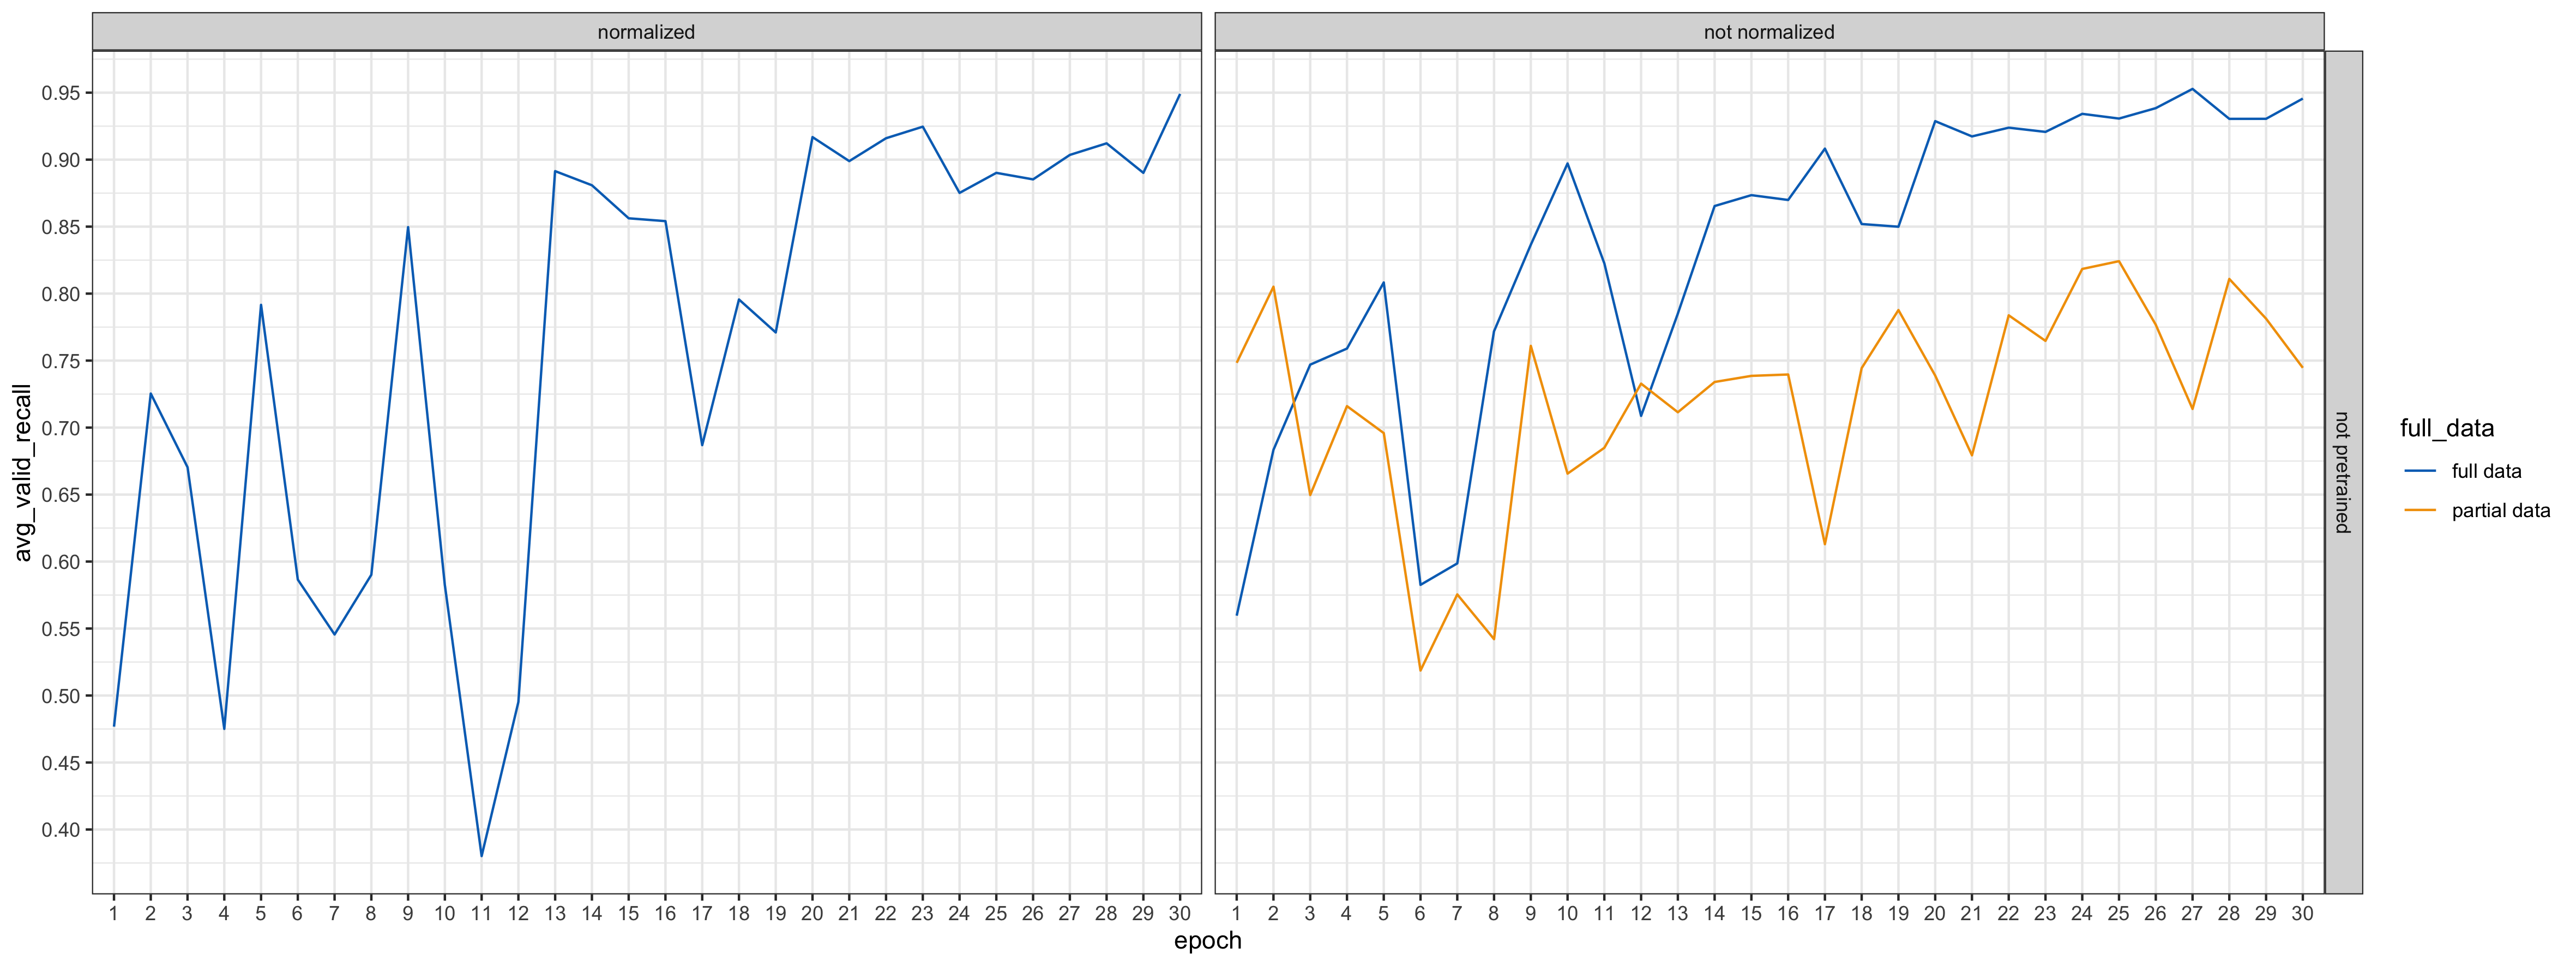 normalized
not normalized
0.95
0.90
0.85
0.80
0.75
0.70
0.65
0.60
0.55
0.50
0.45
0.40
avg_valid_recall
1 2 3 4 5 6 7 8 9 10 11 12 13 14 15 16 17 18 19 20 21 22 23 24 25 26 27 28 29 30
1 2 3 4 5 6 7 8 9 10 11 12 13 14 15 16 17 18 19 20 21 22 23 24 25 26 27 28 29 30
epoch
not pretrained
full_data
full data
partial data